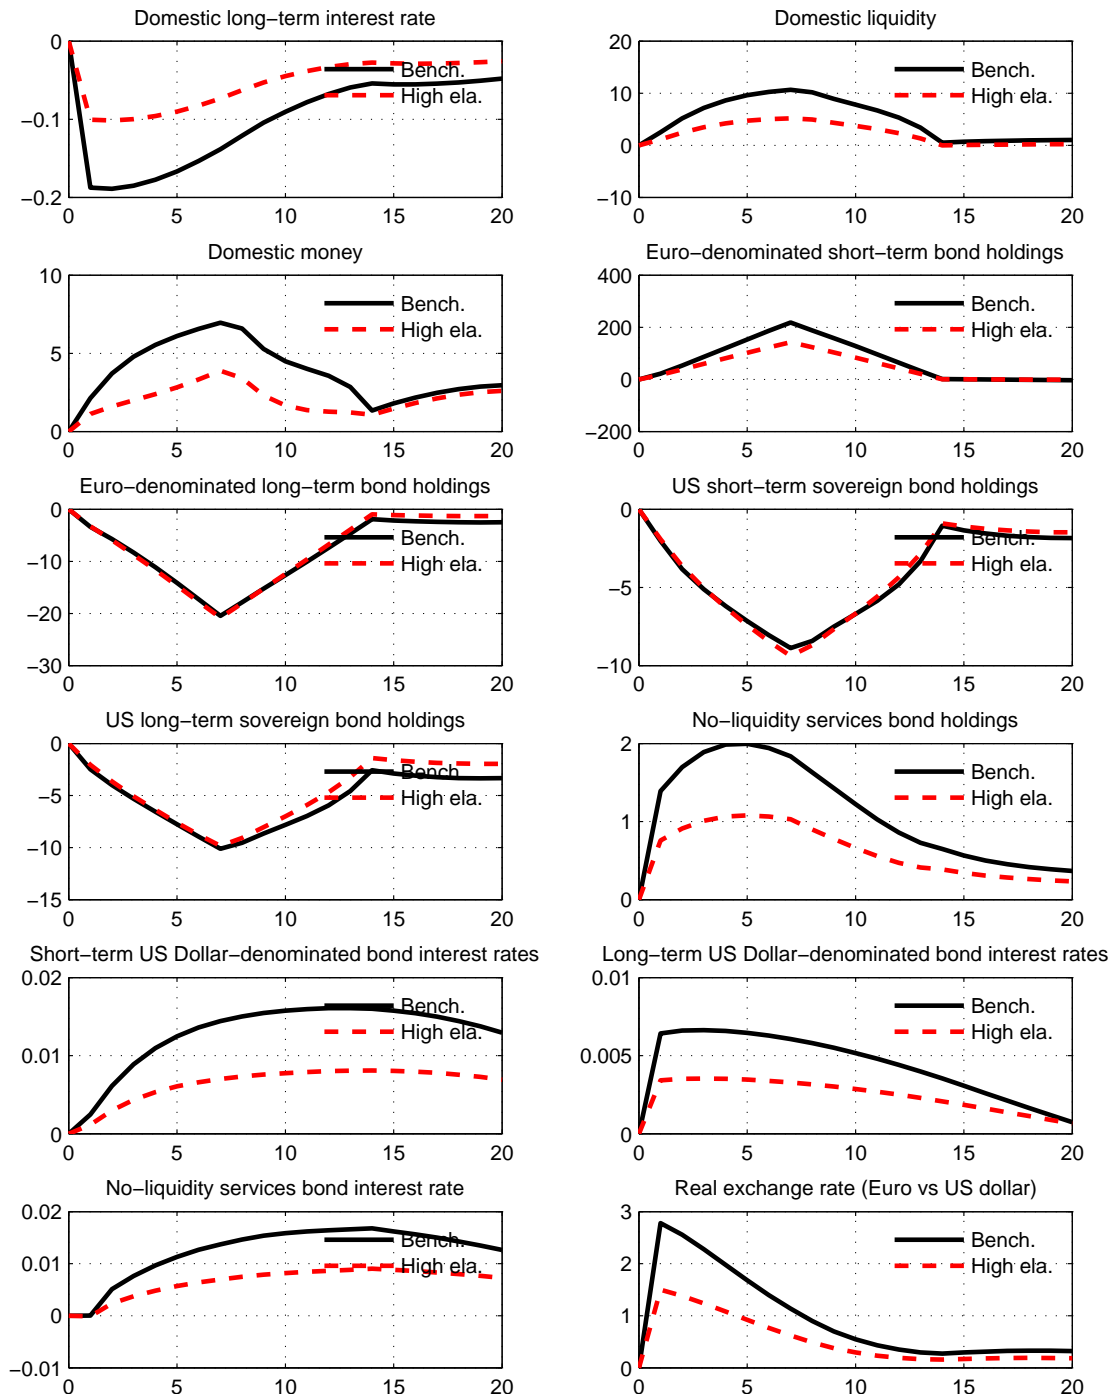 Domestic long−term interest rate
0
−0.1
−0.2
0 5 10 15 20
Bench.
High ela.
Domestic liquidity
20
10
0
−10
0 5 10 15 20
Bench.
High ela.
Domestic money
10
5
0
0 5 10 15 20
Bench.
High ela.
Euro−denominated short−term bond holdings
400
200
0
−200
0 5 10 15 20
Bench.
High ela.
Euro−denominated long−term bond holdings
0
−10
−20
−30
0 5 10 15 20
Bench.
High ela.
US short−term sovereign bond holdings
0
−5
−10
0 5 10 15 20
Bench.
High ela.
US long−term sovereign bond holdings
0
−5
−10
−15
0 5 10 15 20
Bench.
High ela.
No−liquidity services bond holdings
2
1
0
0 5 10 15 20
Bench.
High ela.
Short−term US Dollar−denominated bond interest rates
0.02
0.01
0
0 5 10 15 20
Bench.
High ela.
Long−term US Dollar−denominated bond interest rates
0.01
0.005
0
0 5 10 15 20
Bench.
High ela.
No−liquidity services bond interest rate
0.02
0.01
0
−0.01
0 5 10 15 20
Bench.
High ela.
Real exchange rate (Euro vs US dollar)
3
2
1
0
0 5 10 15 20
Bench.
High ela.